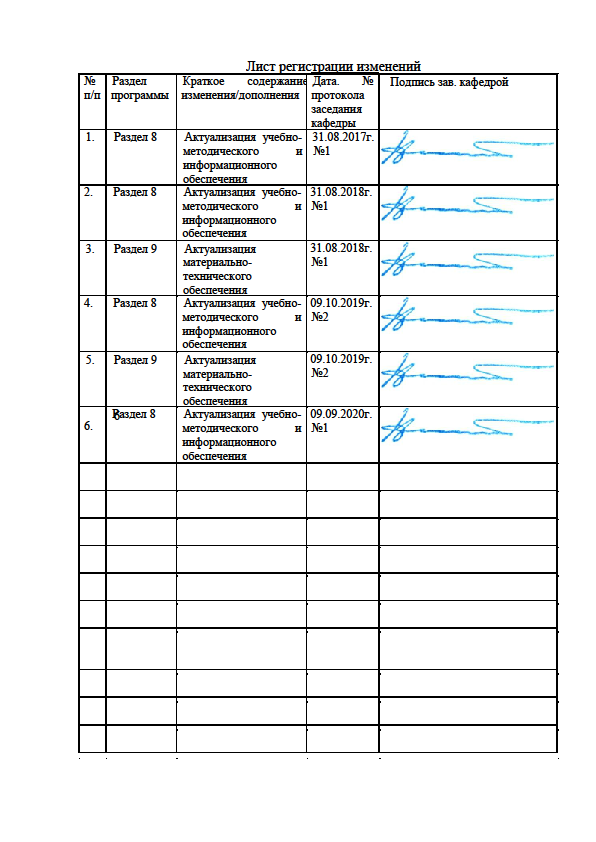 Лист регистрации изменений
№ Раздел Краткое содержание Дата. № Подпись зав. кафедрой
п/п программы изменения/дополнения протокола
заседания
кафедры
1. Раздел 8 Актуализация учебно- 31.08.2017г.
методического и №1
информационного
обеспечения
2. Раздел 8 Актуализация учебно- 31.08.2018г.
методического и №1
информационного
обеспечения
3. Раздел 9 Актуализация 31.08.2018г.
материально- №1
технического
обеспечения
4. Раздел 8 Актуализация учебно- 09.10.2019г.
методического и №2
информационного
обеспечения
5. Раздел 9 Актуализация 09.10.2019г.
материально- №2
технического
обеспечения
6. Раздел 8 Актуализация учебно- 09.09.2020г.
методического и №1
информационного
обеспечения